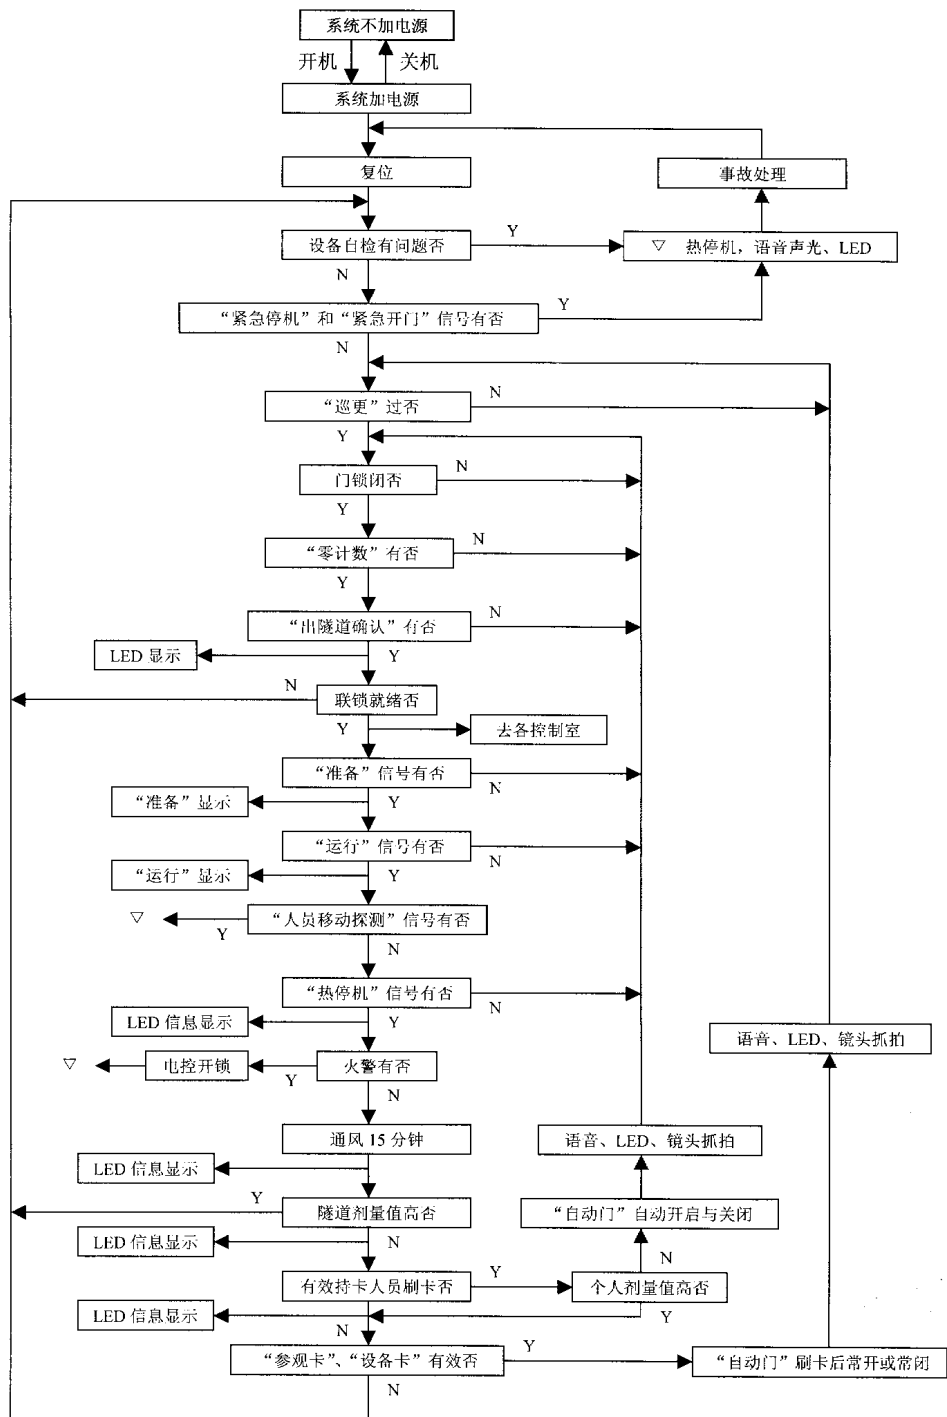 系统不加电源
开机
关机
系统加电源
复位
事故处理
设备自检有问题否
Y
▽ 热停机，语音声光、LED
N
“紧急停机”和“紧急开门”信号有否
Y
N
“巡更”过否
N
Y
门锁闭否
N
Y
“零计数”有否
N
Y
“出隧道确认”有否
N
LED 显示
Y
N
联锁就绪否
Y
去各控制室
“准备”信号有否
N
“准备”显示
Y
“运行”信号有否
N
“运行”显示
Y
▽
Y
“人员移动探测”信号有否
N
“热停机”信号有否
N
LED 信息显示
Y
语音、LED、镜头抓拍
▽
电控开锁
Y
火警有否
N
通风 15 分钟
语音、LED、镜头抓拍
LED 信息显示
Y
隧道剂量值高否
“自动门”自动开启与关闭
LED 信息显示
N
N
有效持卡人员刷卡否
Y
个人剂量值高否
LED 信息显示
Y
N
“参观卡”、“设备卡”有效否
Y
“自动门”刷卡后常开或常闭
N